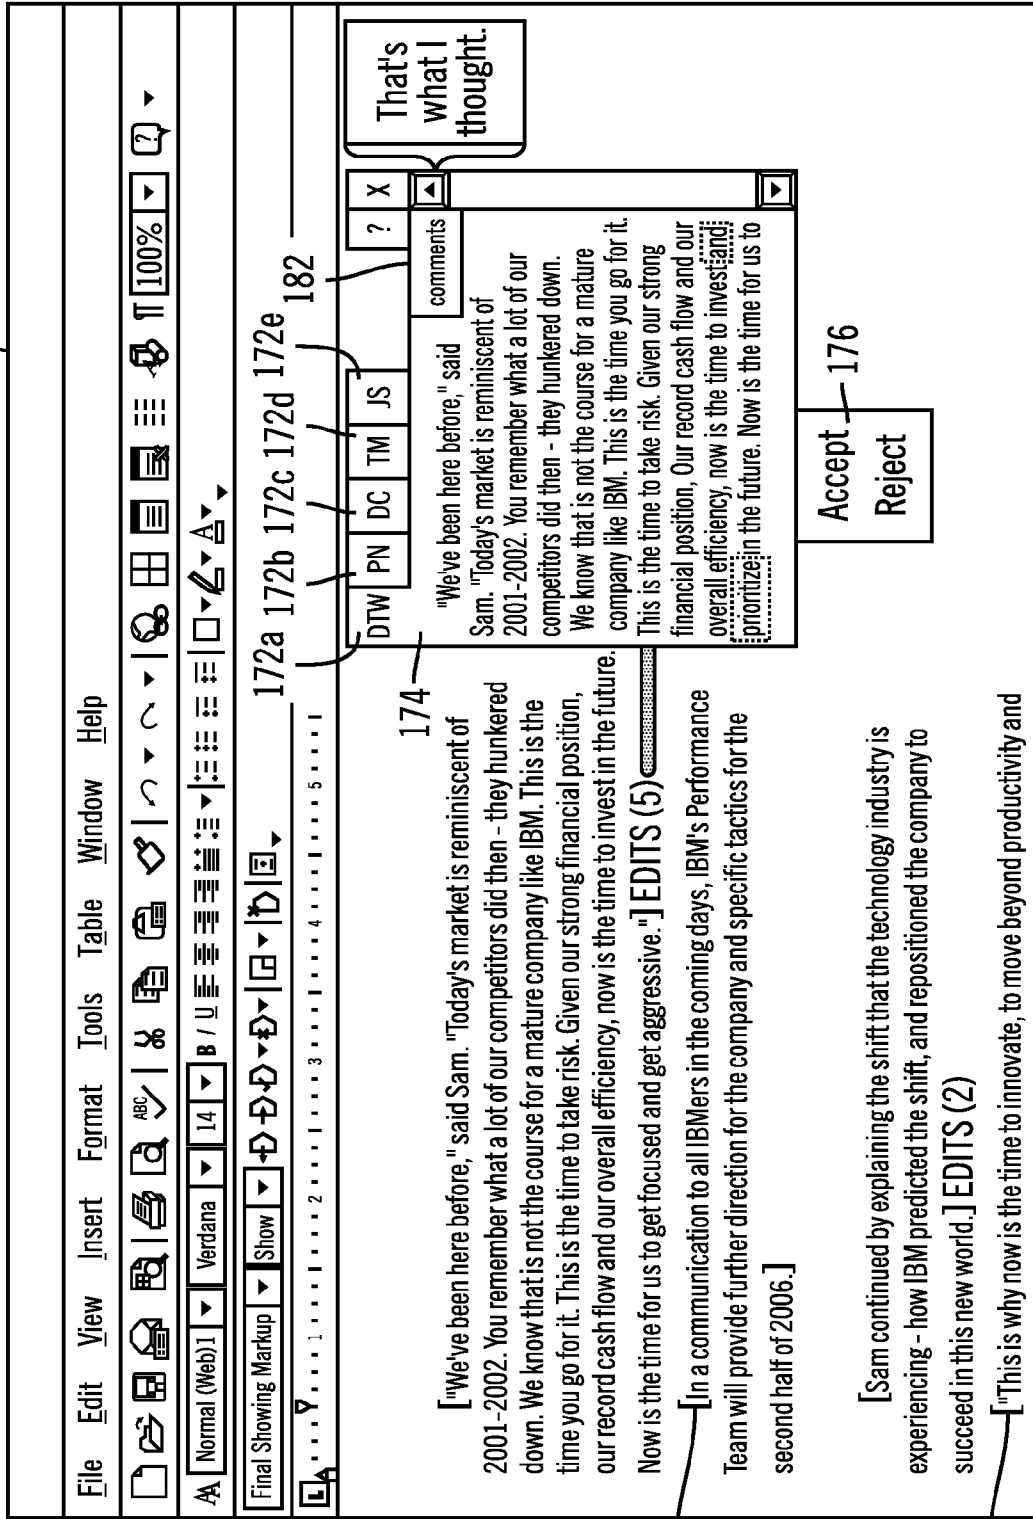 File Edit View Insert Format Tools Table Window Help
ABC ¶ 100% ?
AA Normal (Web)1 Verdana 14 B / U A
Final Showing Markup Show
L 1 2 3 4 5
172a 172b 172c 172d 172e 182
DTW PN DC TM JS ? X
comments
That's
what I
thought.
174
"We've been here before," said
Sam. "Today's market is reminiscent of
2001-2002. You remember what a lot of our
competitors did then - they hunkered down.
We know that is not the course for a mature
company like IBM. This is the time you go for it.
This is the time to take risk. Given our strong
financial position, Our record cash flow and our
overall efficiency, now is the time to invest and
prioritize in the future. Now is the time for us to
Accept 176
Reject
["We've been here before," said Sam. "Today's market is reminiscent of
2001-2002. You remember what a lot of our competitors did then - they hunkered
down. We know that is not the course for a mature company like IBM. This is the
time you go for it. This is the time to take risk. Given our strong financial position,
our record cash flow and our overall efficiency, now is the time to invest in the future.
Now is the time for us to get focused and get aggressive."] EDITS (5)
[In a communication to all IBMers in the coming days, IBM's Performance
Team will provide further direction for the company and specific tactics for the
second half of 2006.]
[Sam continued by explaining the shift that the technology industry is
experiencing - how IBM predicted the shift, and repositioned the company to
succeed in this new world.] EDITS (2)
["This is why now is the time to innovate, to move beyond productivity and